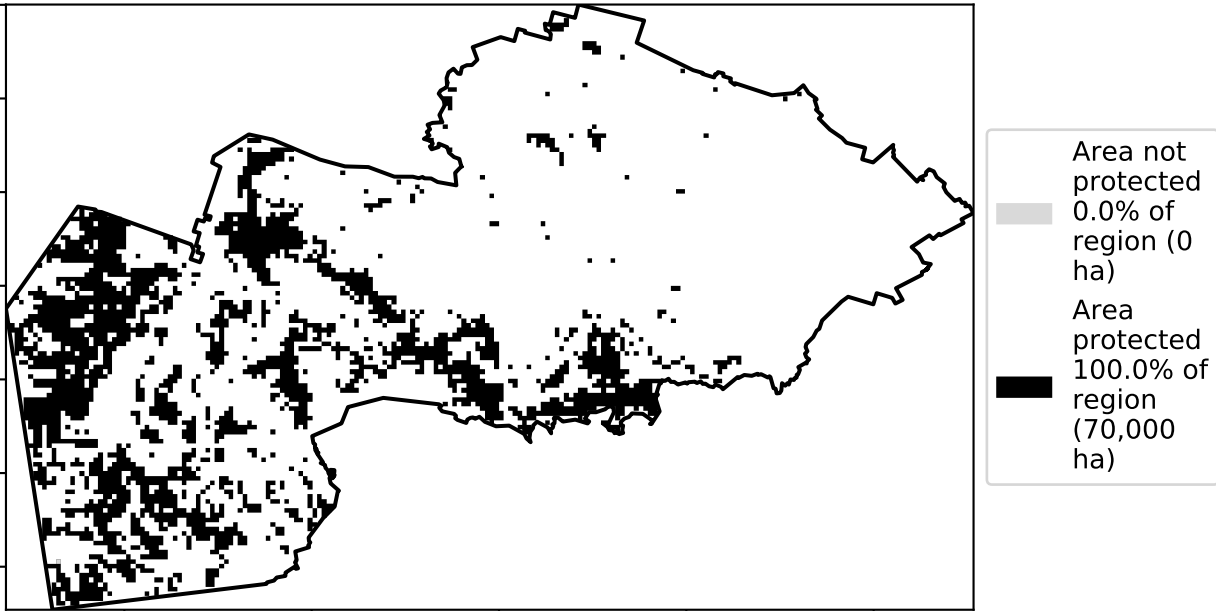 Area not
protected
0.0% of
region (0
ha)
Area
protected
100.0% of
region
(70,000
ha)